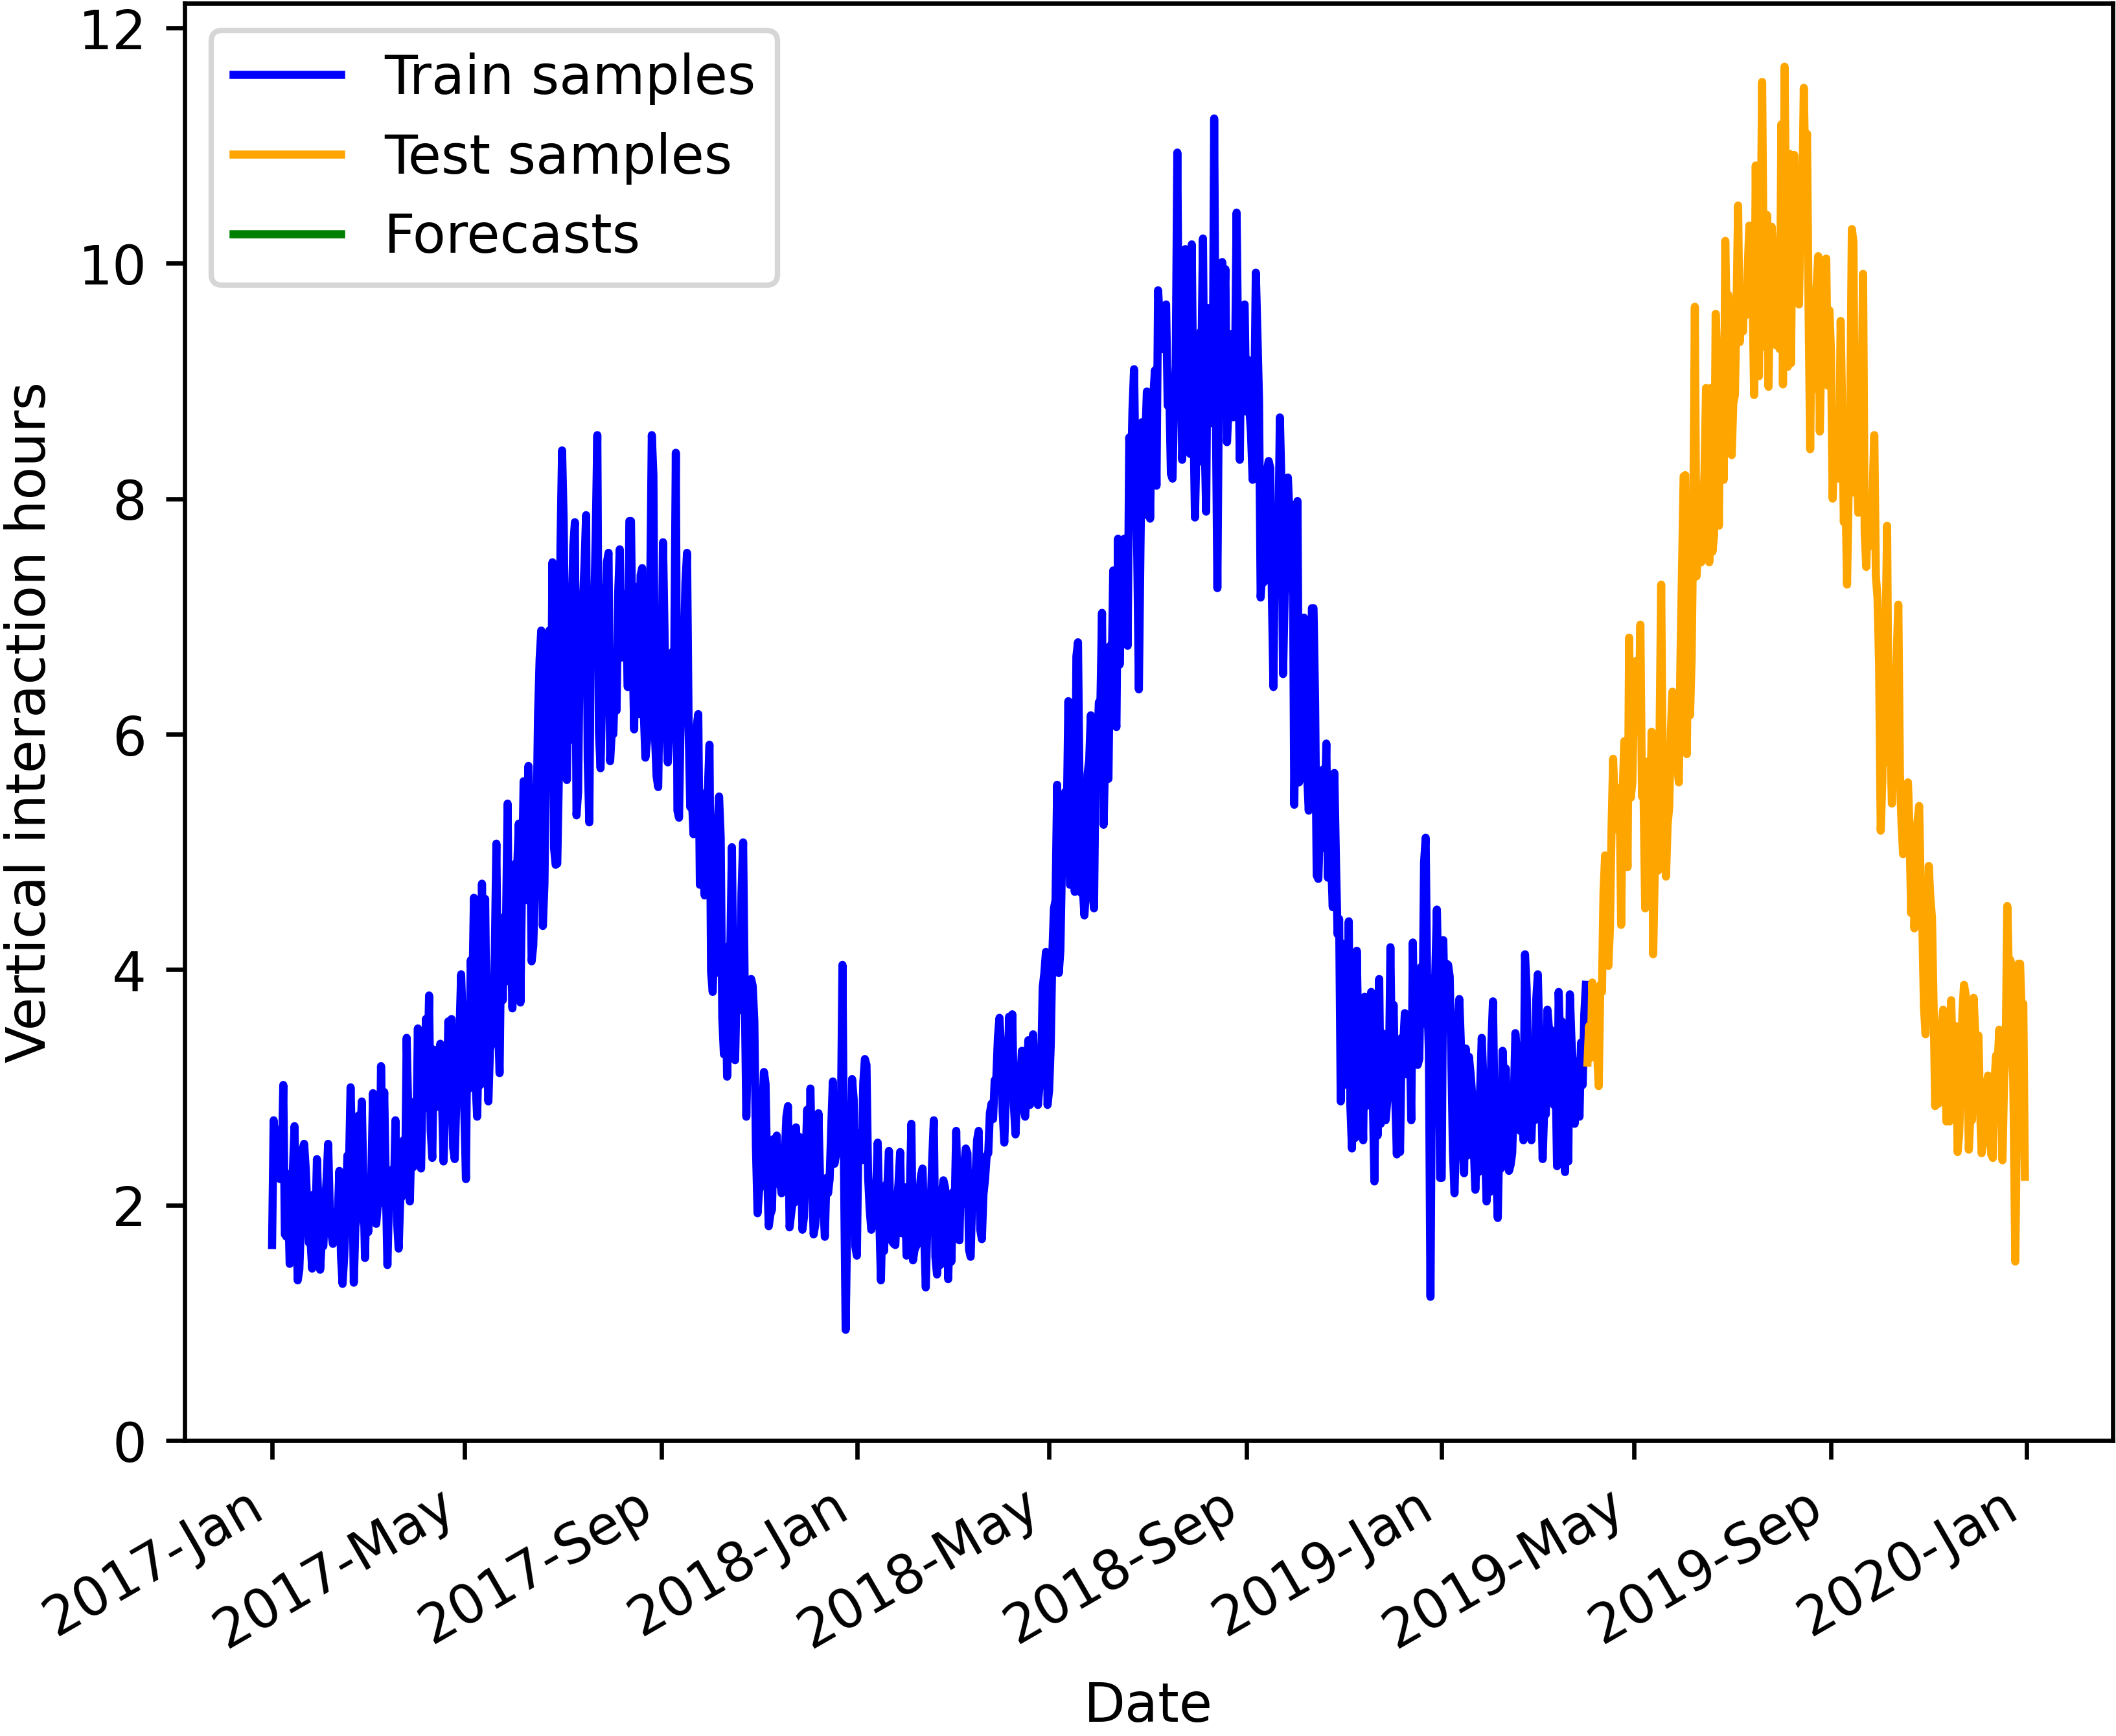 12
10
8
6
4
2
0
Vertical interaction hours
Train samples
Test samples
Forecasts
2017-Jan
2017-May
2017-Sep
2018-Jan
2018-May
2018-Sep
2019-Jan
2019-May
2019-Sep
2020-Jan
Date